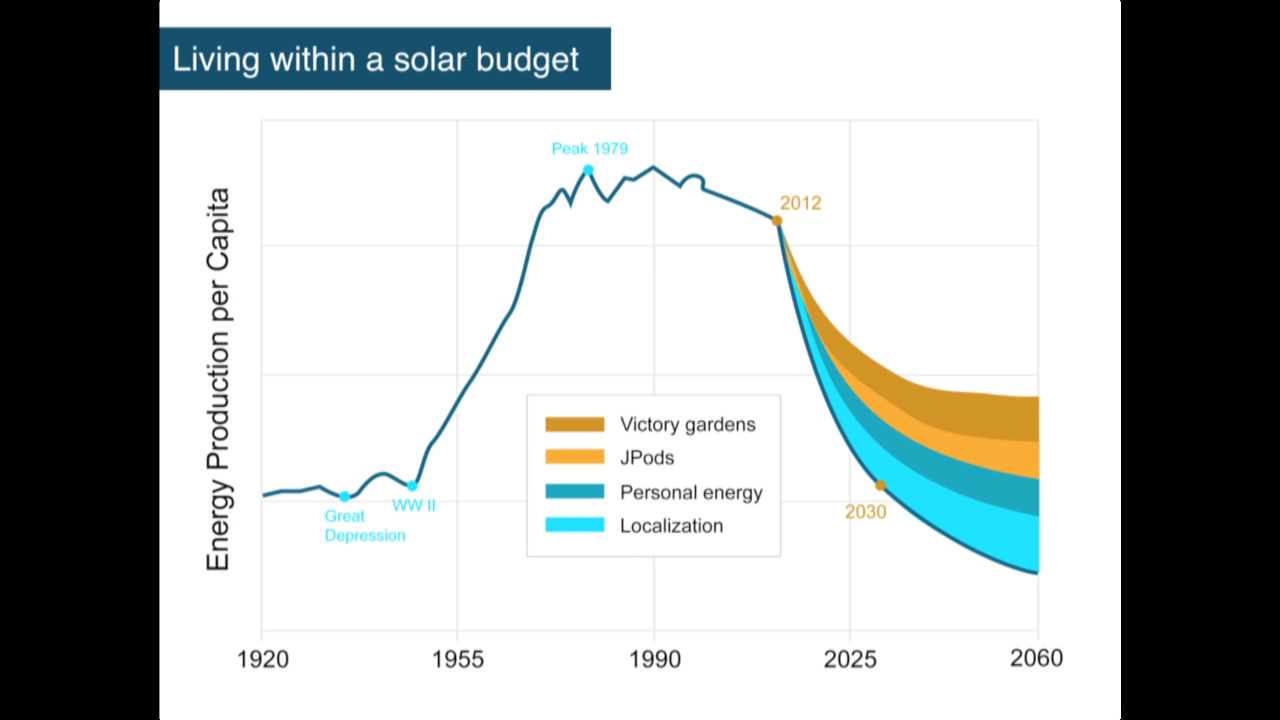 Living within a solar budget
Peak 1979
2012
Energy Production per Capita
Victory gardens
JPods
Personal energy
Localization
WW II
Great
Depression
2030
1920 1955 1990 2025 2060